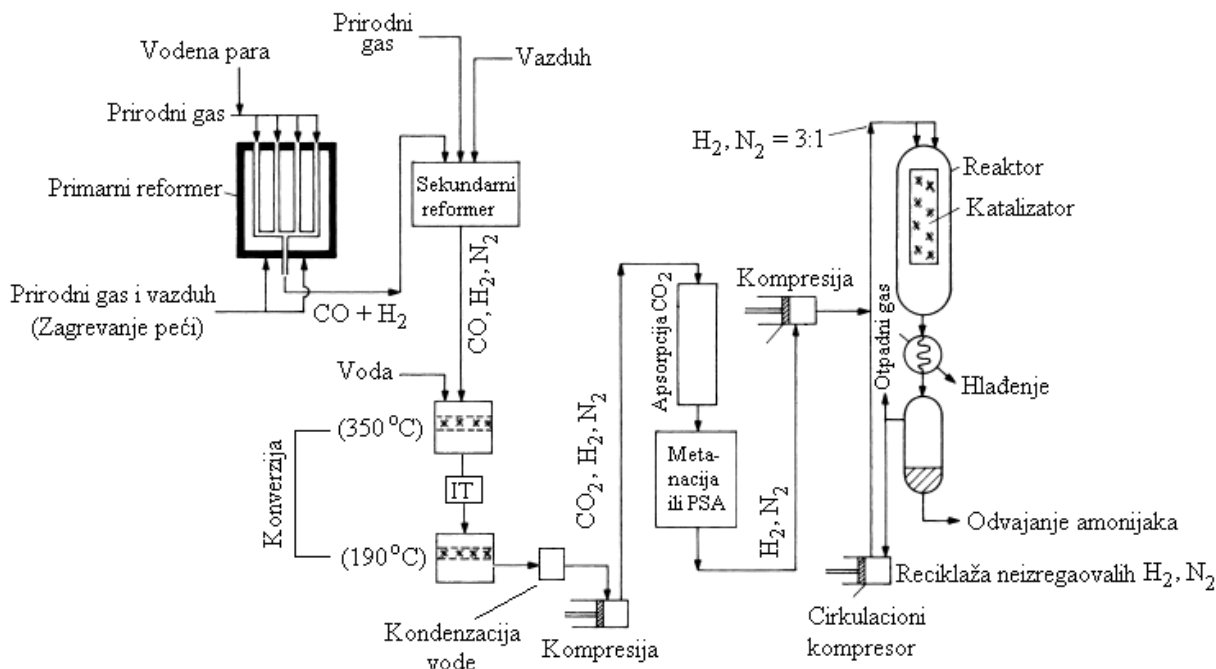 Vodena para
Prirodni gas
Primarni reformer
Prirodni gas i vazduh
(Zagrevanje peći)
CO + H₂
Prirodni
gas
Vazduh
Sekundarni
reformer
CO, H₂, N₂
Voda
Konverzija
(350 °C)
IT
(190 °C)
Kondenzacija
vode
Kompresija
CO₂, H₂, N₂
Apsorpcija CO₂
Meta-
nacija
ili PSA
H₂, N₂
Kompresija
H₂, N₂ = 3:1
Reaktor
Katalizator
Otpadni gas
Hlađenje
Odvajanje amonijaka
Reciklaža neizregaovalih H₂, N₂
Cirkulacioni
kompresor